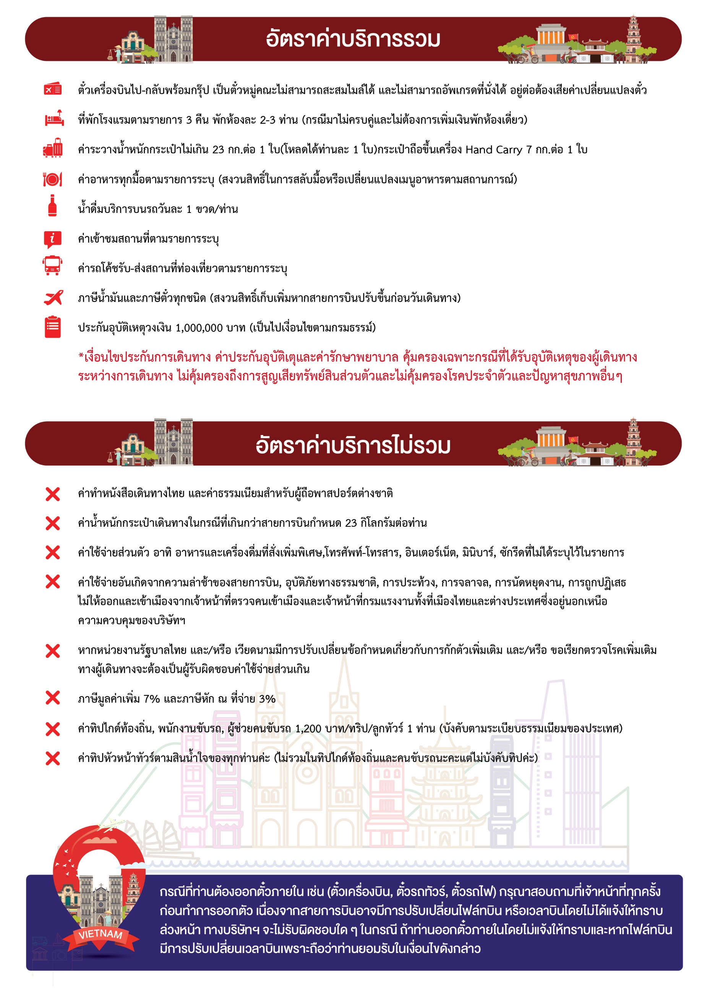 อัตราค่าบริการรวม
ตั๋วเครื่องบินไป-กลับพร้อมกรุ๊ป เป็นตั๋วหมู่คณะไม่สามารถสะสมไมล์ได้ และไม่สามารถอัพเกรดที่นั่งได้ อยู่ต่อต้องเสียค่าเปลี่ยนแปลงตั๋ว
ที่พักโรงแรมตามรายการ 3 คืน พักห้องละ 2-3 ท่าน (กรณีมาไม่ครบคู่และไม่ต้องการเพิ่มเงินพักห้องเดี่ยว)
ค่าระวางน้ำหนักกระเป๋าไม่เกิน 23 กก.ต่อ 1 ใบ(โหลดได้ท่านละ 1 ใบ)กระเป๋าถือขึ้นเครื่อง Hand Carry 7 กก.ต่อ 1 ใบ
ค่าอาหารทุกมื้อตามรายการระบุ (สงวนสิทธิ์ในการสลับมื้อหรือเปลี่ยนแปลงเมนูอาหารตามสถานการณ์)
น้ำดื่มบริการบนรถวันละ 1 ขวด/ท่าน
ค่าเข้าชมสถานที่ตามรายการระบุ
ค่ารถโค้ชรับ-ส่งสถานที่ท่องเที่ยวตามรายการระบุ
ภาษีน้ำมันและภาษีตั๋วทุกชนิด (สงวนสิทธิ์เก็บเพิ่มหากสายการบินปรับขึ้นก่อนวันเดินทาง)
ประกันอุบัติเหตุวงเงิน 1,000,000 บาท (เป็นไปเงื่อนไขตามกรมธรรม์)
*เงื่อนไขประกันการเดินทาง ค่าประกันอุบัติเตุและค่ารักษาพยาบาล คุ้มครองเฉพาะกรณีที่ได้รับอุบัติเหตุของผู้เดินทาง
ระหว่างการเดินทาง ไม่คุ้มครองถึงการสูญเสียทรัพย์สินส่วนตัวและไม่คุ้มครองโรคประจำตัวและปัญหาสุขภาพอื่นๆ
อัตราค่าบริการไม่รวม
ค่าทำหนังสือเดินทางไทย และค่าธรรมเนียมสำหรับผู้ถือพาสปอร์ตต่างชาติ
ค่าน้ำหนักกระเป๋าเดินทางในกรณีที่เกินกว่าสายการบินกำหนด 23 กิโลกรัมต่อท่าน
ค่าใช้จ่ายส่วนตัว อาทิ อาหารและเครื่องดื่มที่สั่งเพิ่มพิเศษ,โทรศัพท์-โทรสาร, อินเตอร์เน็ต, มินิบาร์, ซักรีดที่ไม่ได้ระบุไว้ในรายการ
ค่าใช้จ่ายอันเกิดจากความล่าช้าของสายการบิน, อุบัติภัยทางธรรมชาติ, การประท้วง, การจลาจล, การนัดหยุดงาน, การถูกปฏิเสธ
ไม่ให้ออกและเข้าเมืองจากเจ้าหน้าที่ตรวจคนเข้าเมืองและเจ้าหน้าที่กรมแรงงานทั้งที่เมืองไทยและต่างประเทศซึ่งอยู่นอกเหนือ
ความควบคุมของบริษัทฯ
หากหน่วยงานรัฐบาลไทย และ/หรือ เวียดนามมีการปรับเปลี่ยนข้อกำหนดเกี่ยวกับการกักตัวเพิ่มเติม และ/หรือ ขอเรียกตรวจโรคเพิ่มเติม
ทางผู้เดินทางจะต้องเป็นผู้รับผิดชอบค่าใช้จ่ายส่วนเกิน
ภาษีมูลค่าเพิ่ม 7% และภาษีหัก ณ ที่จ่าย 3%
ค่าทิปไกด์ท้องถิ่น, พนักงานขับรถ, ผู้ช่วยคนขับรถ 1,200 บาท/ทริป/ลูกทัวร์ 1 ท่าน (บังคับตามระเบียบธรรมเนียมของประเทศ)
ค่าทิปหัวหน้าทัวร์ตามสินน้ำใจของทุกท่านค่ะ (ไม่รวมในทิปไกด์ท้องถิ่นและคนขับรถนะคะแต่ไม่บังคับทิปค่ะ)
กรณีที่ท่านต้องออกตั๋วภายใน เช่น (ตั๋วเครื่องบิน, ตั๋วรถทัวร์, ตั๋วรถไฟ) กรุณาสอบถามที่เจ้าหน้าที่ทุกครั้ง
ก่อนทำการออกตัว เนื่องจากสายการบินอาจมีการปรับเปลี่ยนไฟล์ทบิน หรือเวลาบินโดยไม่ได้แจ้งให้ทราบ
ล่วงหน้า ทางบริษัทฯ จะไม่รับผิดชอบใด ๆ ในกรณี ถ้าท่านออกตั๋วภายในโดยไม่แจ้งให้ทราบและหากไฟล์ทบิน
มีการปรับเปลี่ยนเวลาบินเพราะถือว่าท่านยอมรับในเงื่อนไขดังกล่าว
VIETNAM